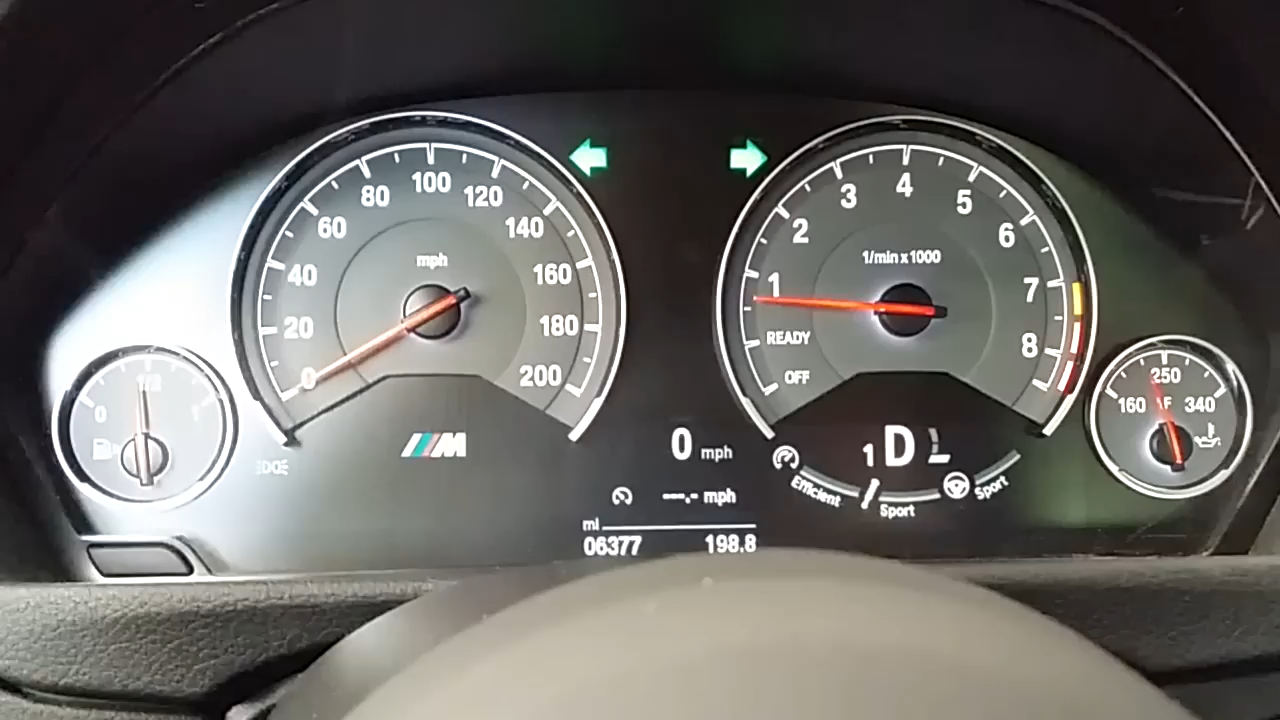 0
20
40
60
80
100
120
140
160
180
200
mph
1
2
3
4
5
6
7
8
1/min x 1000
READY
OFF
0
1/2
1
160
250
340
M
0 mph
---.- mph
mi
06377 198.8
1 D
Efficient
Sport
Sport